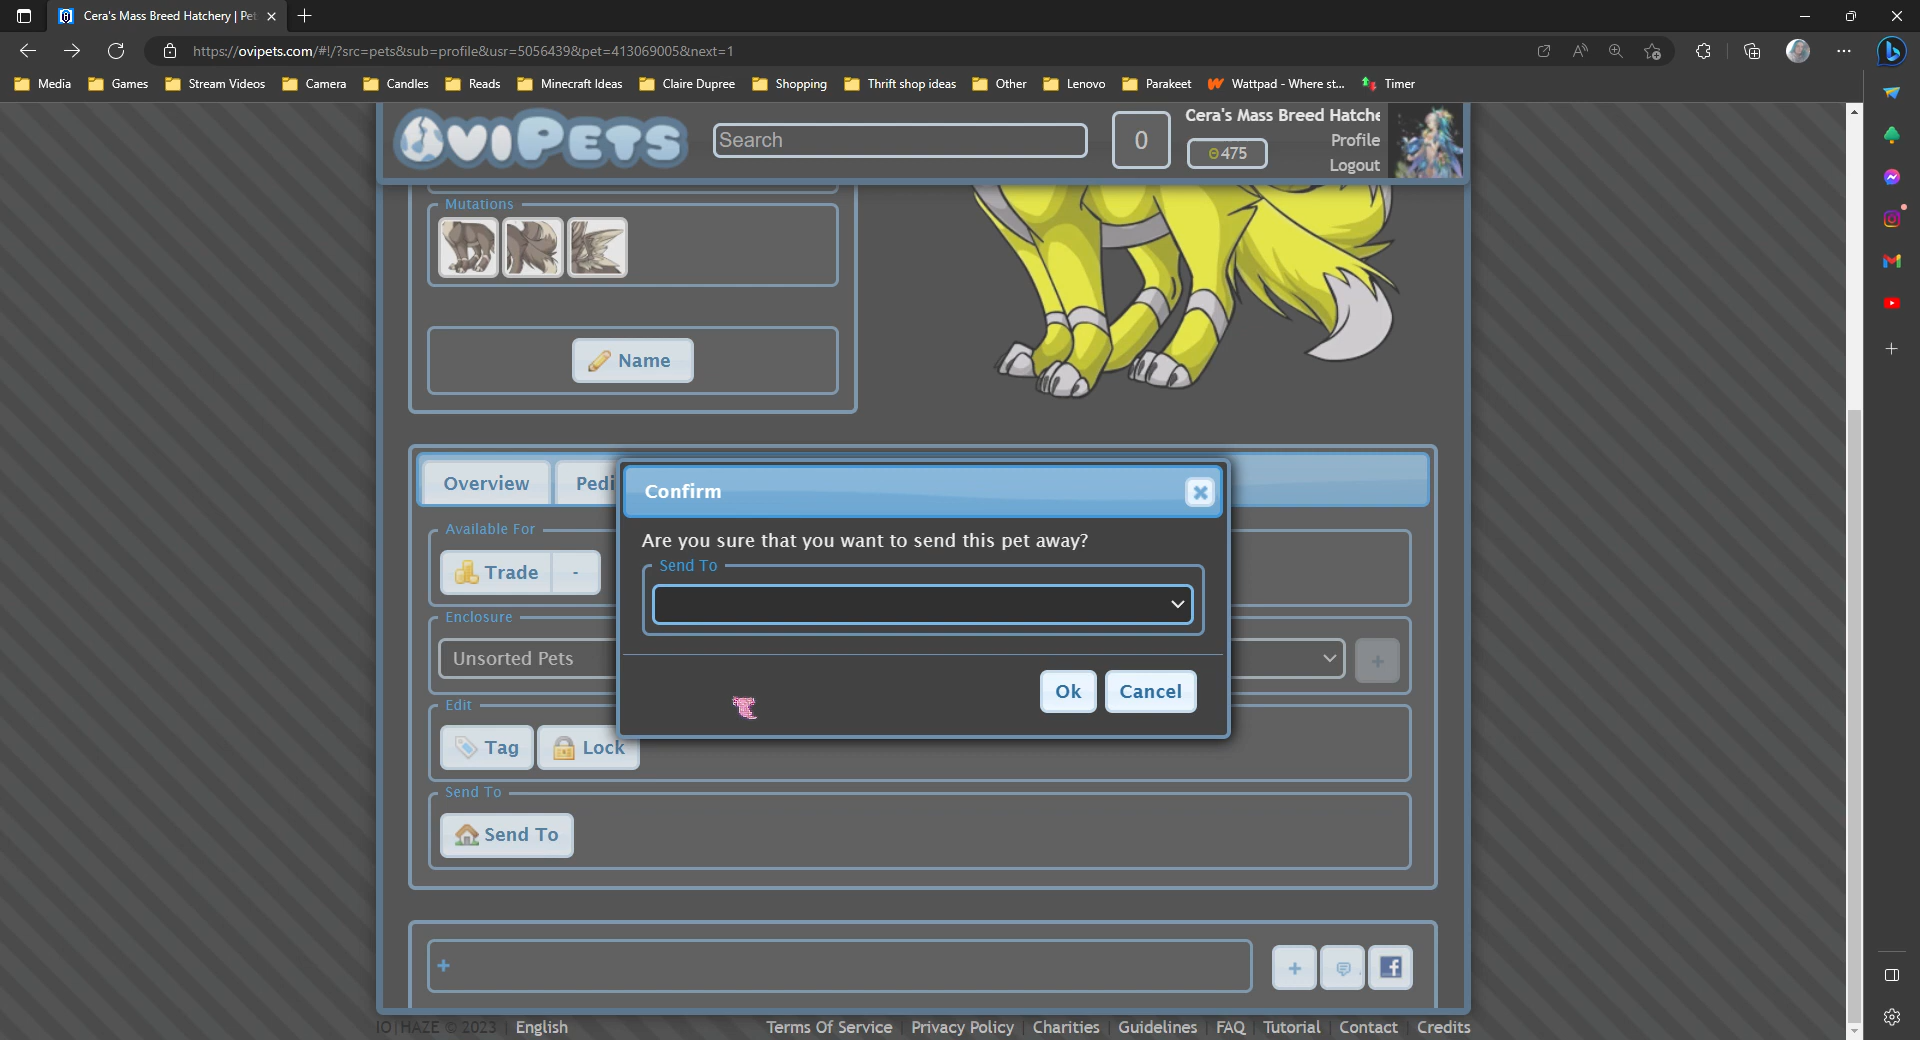 Cera's Mass Breed Hatchery | Pet
https://ovipets.com/#!/?src=pets&sub=profile&usr=5056439&pet=413069005&next=1
Media Games Stream Videos Camera Candles Reads Minecraft Ideas Claire Dupree Shopping Thrift shop ideas Other Lenovo Parakeet Wattpad - Where st... Timer
OviPets
Search
0
Cera's Mass Breed Hatche
475
Profile
Logout
Mutations
Name
Overview Pedi
Confirm
Are you sure that you want to send this pet away?
Send To
Ok Cancel
Available For
Trade -
Enclosure
Unsorted Pets
+
Edit
Tag Lock
Send To
Send To
+
+
IO|HAZE © 2023 English Terms Of Service Privacy Policy Charities Guidelines FAQ Tutorial Contact Credits